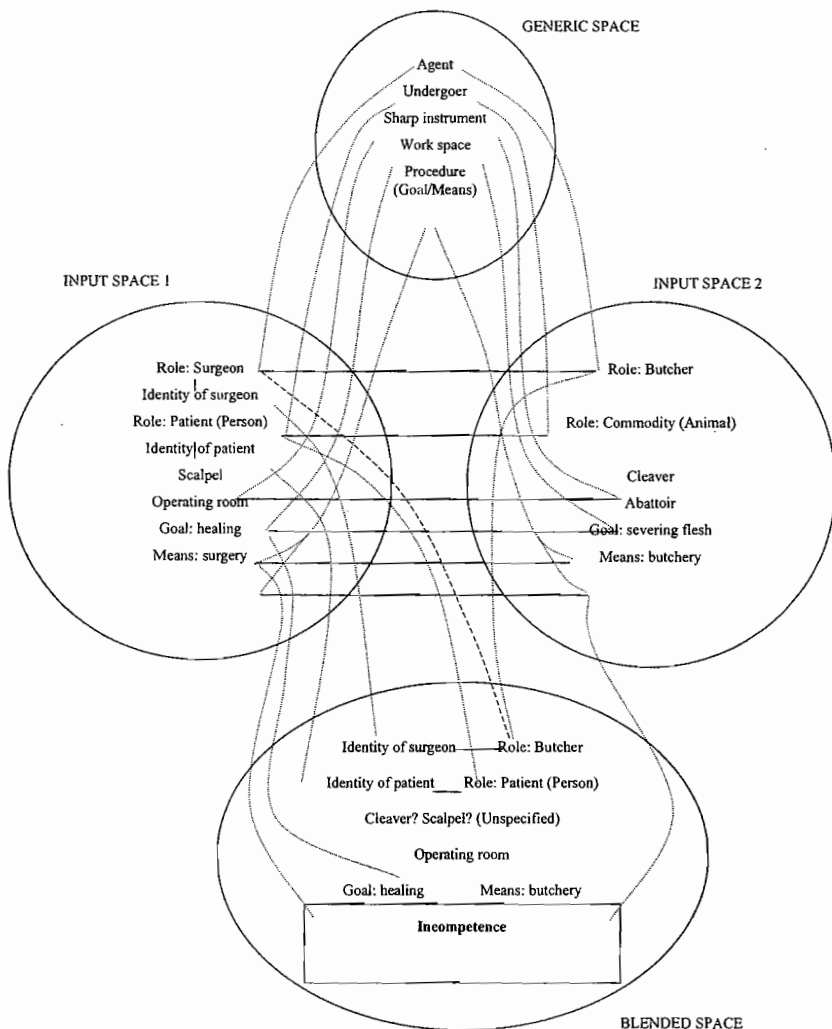 GENERIC SPACE
Agent
Undergoer
Sharp instrument
Work space
Procedure
(Goal/Means)
INPUT SPACE 1
Role: Surgeon
Identity of surgeon
Role: Patient (Person)
Identity of patient
Scalpel
Operating room
Goal: healing
Means: surgery
INPUT SPACE 2
Role: Butcher
Role: Commodity (Animal)
Cleaver
Abattoir
Goal: severing flesh
Means: butchery
Identity of surgeon Role: Butcher
Identity of patient Role: Patient (Person)
Cleaver? Scalpel? (Unspecified)
Operating room
Goal: healing Means: butchery
Incompetence
BLENDED SPACE